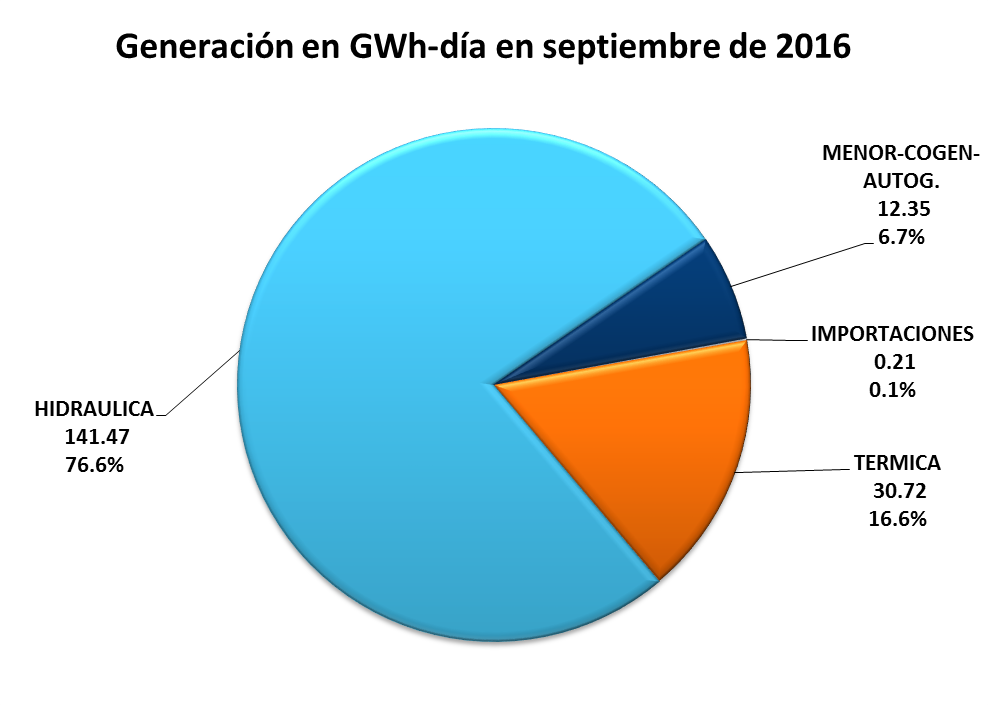 Generación en GWh-día en septiembre de 2016
MENOR-COGEN-
AUTOG.
12.35
6.7%
IMPORTACIONES
0.21
0.1%
HIDRAULICA
141.47
76.6%
TERMICA
30.72
16.6%